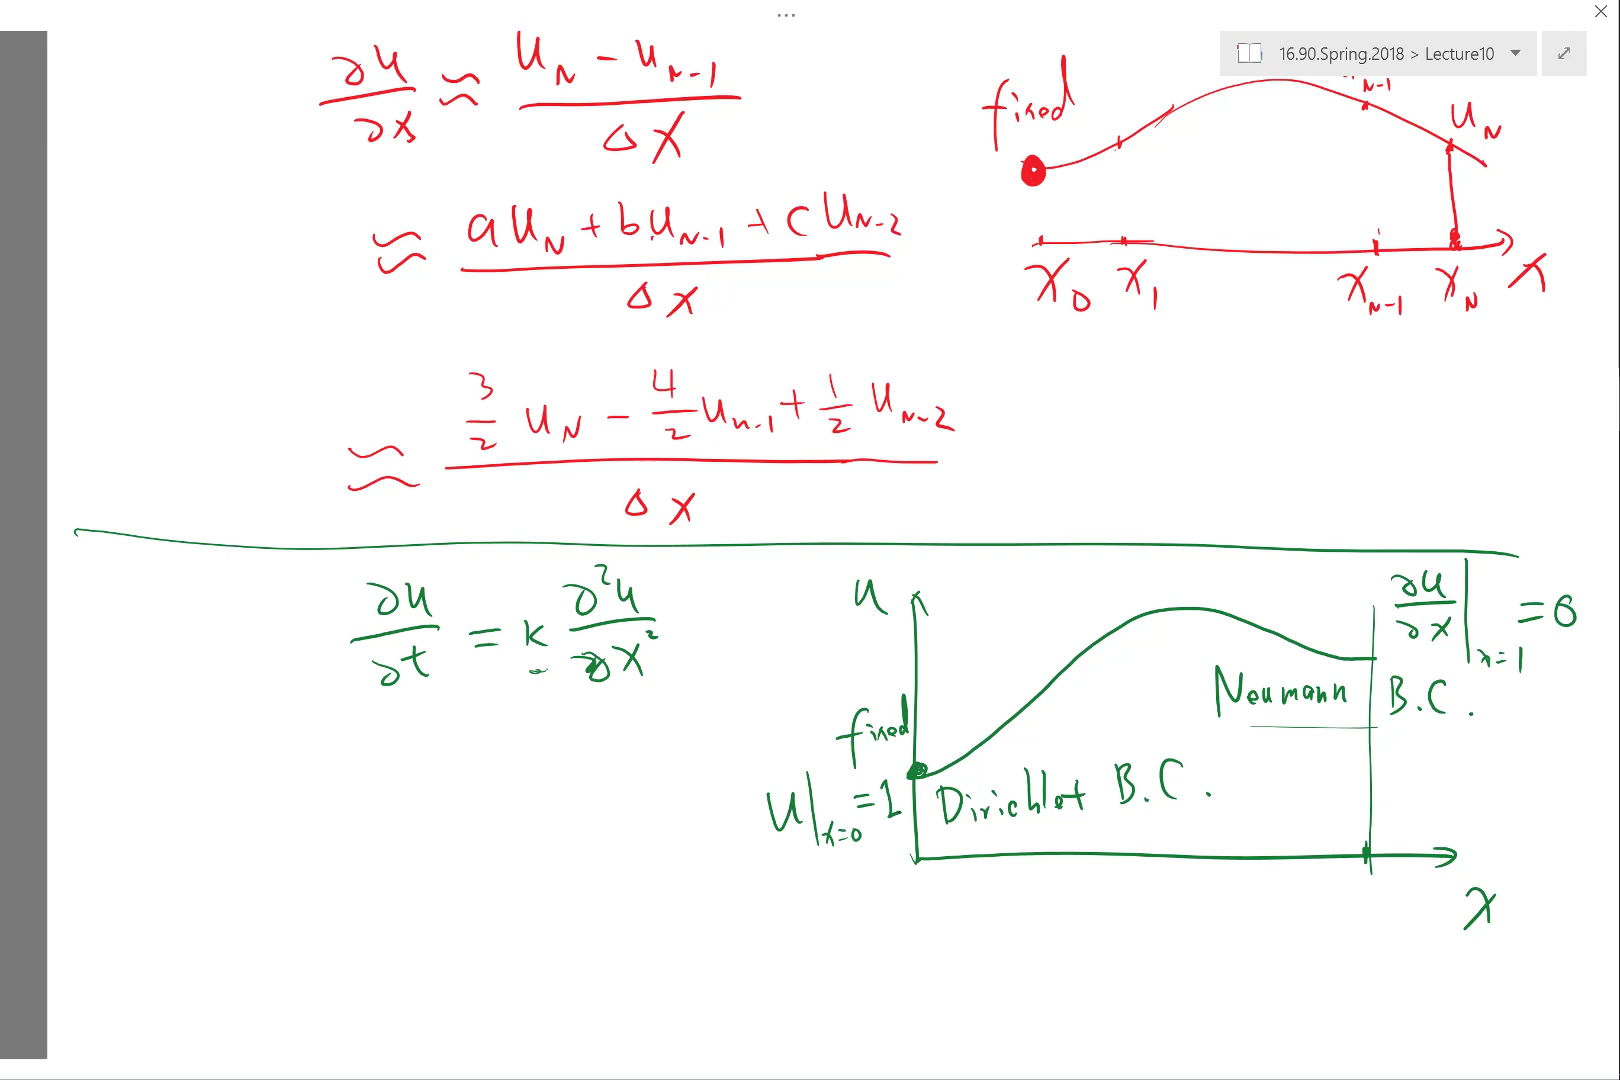 16.90.Spring.2018 > Lecture10
∂u/∂x ≈ (u_N − u_{N-1})/Δx
fixed
N-1
u_N
≈ (a u_N + b u_{N-1} + c u_{N-2})/Δx
x_0 x_1 x_{N-1} x_N x
≈ (3/2 u_N − 4/2 u_{n-1} + 1/2 u_{N-2})/Δx
∂u/∂t = k ∂²u/∂x²
u
∂u/∂x|_{x=1} = 0
Neumann B.C.
fixed
u|_{x=0} = 1
Dirichlet B.C.
x